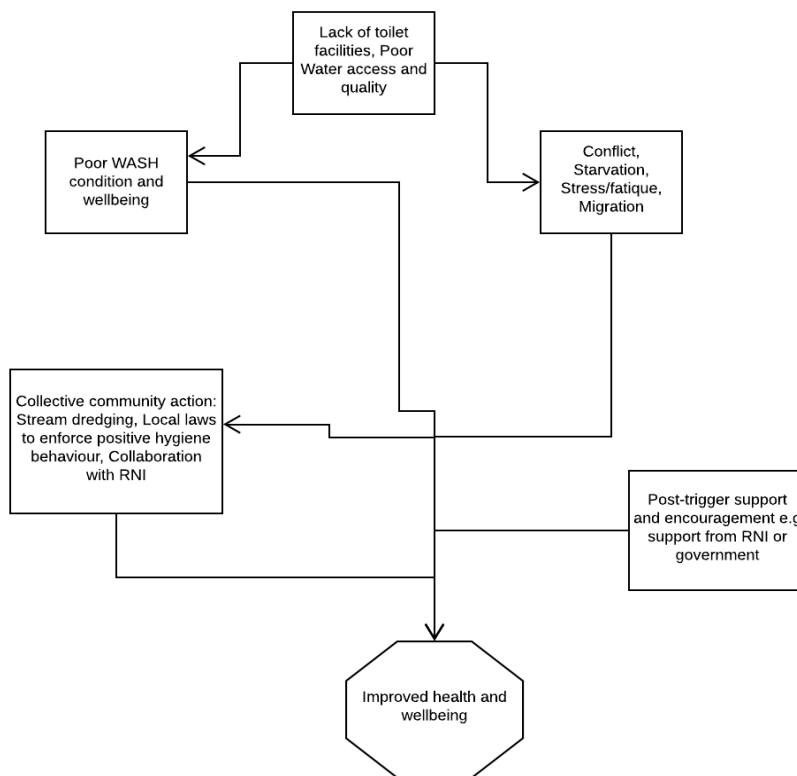 Lack of toilet
facilities, Poor
Water access and
quality
Poor WASH
condition and
wellbeing
Conflict,
Starvation,
Stress/fatique,
Migration
Collective community action:
Stream dredging, Local laws
to enforce positive hygiene
behaviour, Collaboration
with RNI
Post-trigger support
and encouragement e.g
support from RNI or
government
Improved health and
wellbeing